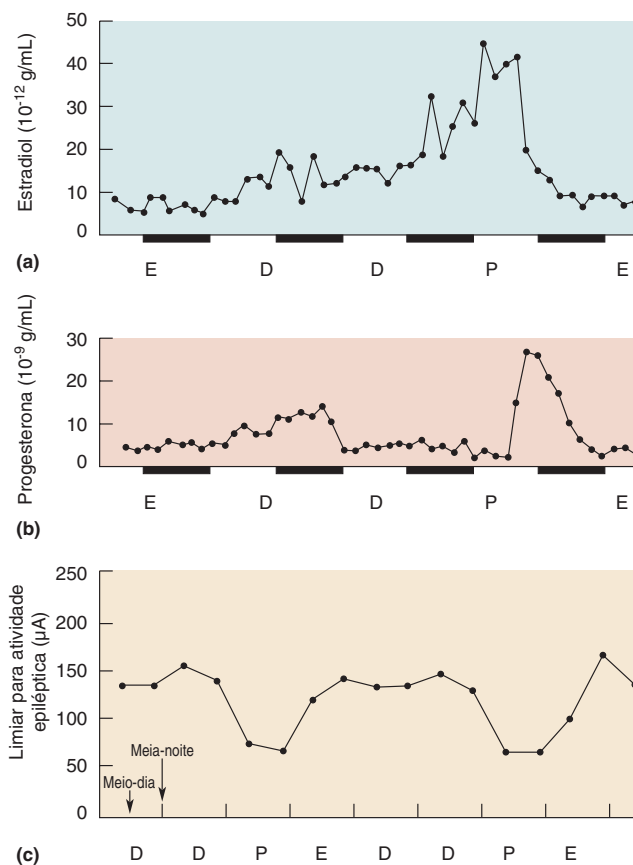 50
40
30
20
10
0
Estradiol (10⁻¹² g/mL)
(a)
E D D P E
30
20
10
0
Progesterona (10⁻⁹ g/mL)
(b)
E D D P E
250
200
150
100
50
0
Limiar para atividade
epiléptica (µA)
Meia-noite
Meio-dia
(c)
D D P E D D P E